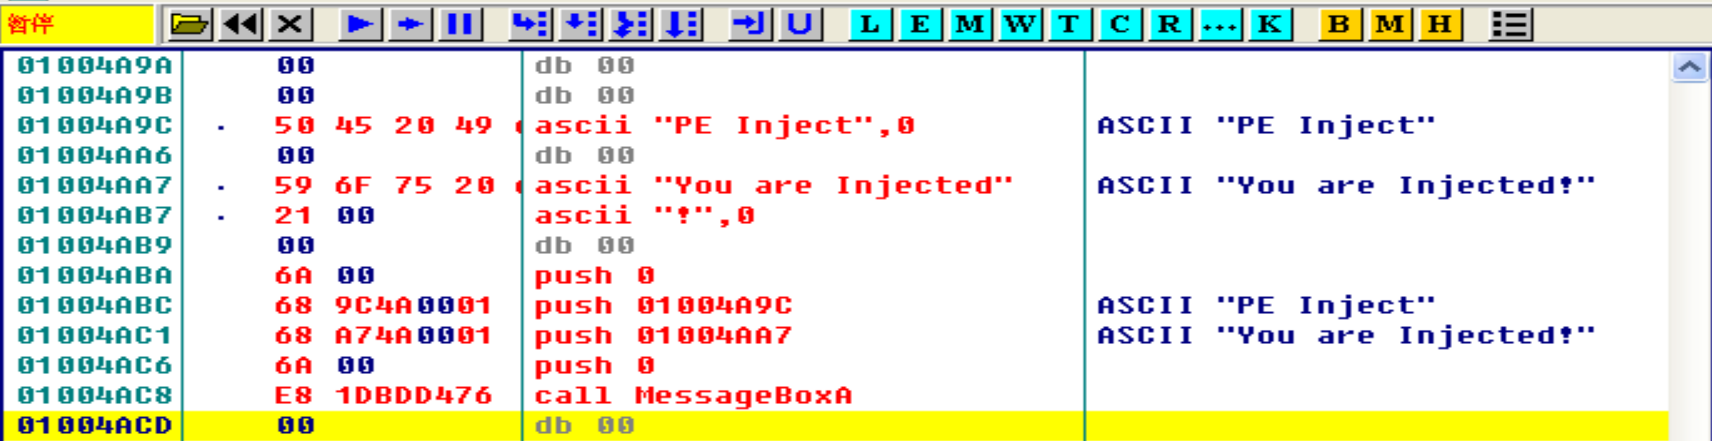 暂停 L E M W T C R ... K B M H
01004A9A 00 db 00
01004A9B 00 db 00
01004A9C . 50 45 20 49 ascii "PE Inject",0 ASCII "PE Inject"
01004AA6 00 db 00
01004AA7 . 59 6F 75 20 ascii "You are Injected" ASCII "You are Injected!"
01004AB7 . 21 00 ascii "!",0
01004AB9 00 db 00
01004ABA 6A 00 push 0
01004ABC 68 9C4A0001 push 01004A9C ASCII "PE Inject"
01004AC1 68 A74A0001 push 01004AA7 ASCII "You are Injected!"
01004AC6 6A 00 push 0
01004AC8 E8 1DBDD476 call MessageBoxA
01004ACD 00 db 00